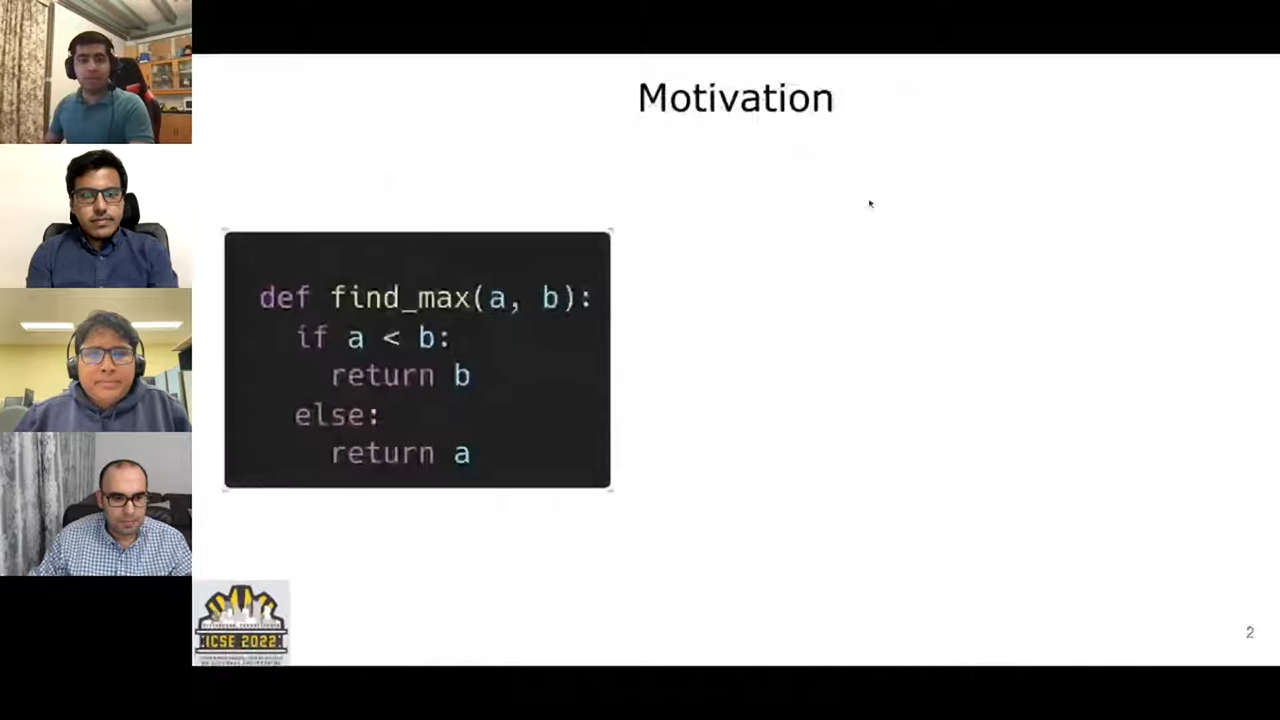 Motivation
def find_max(a, b):
if a < b:
return b
else:
return a
ICSE 2022
2